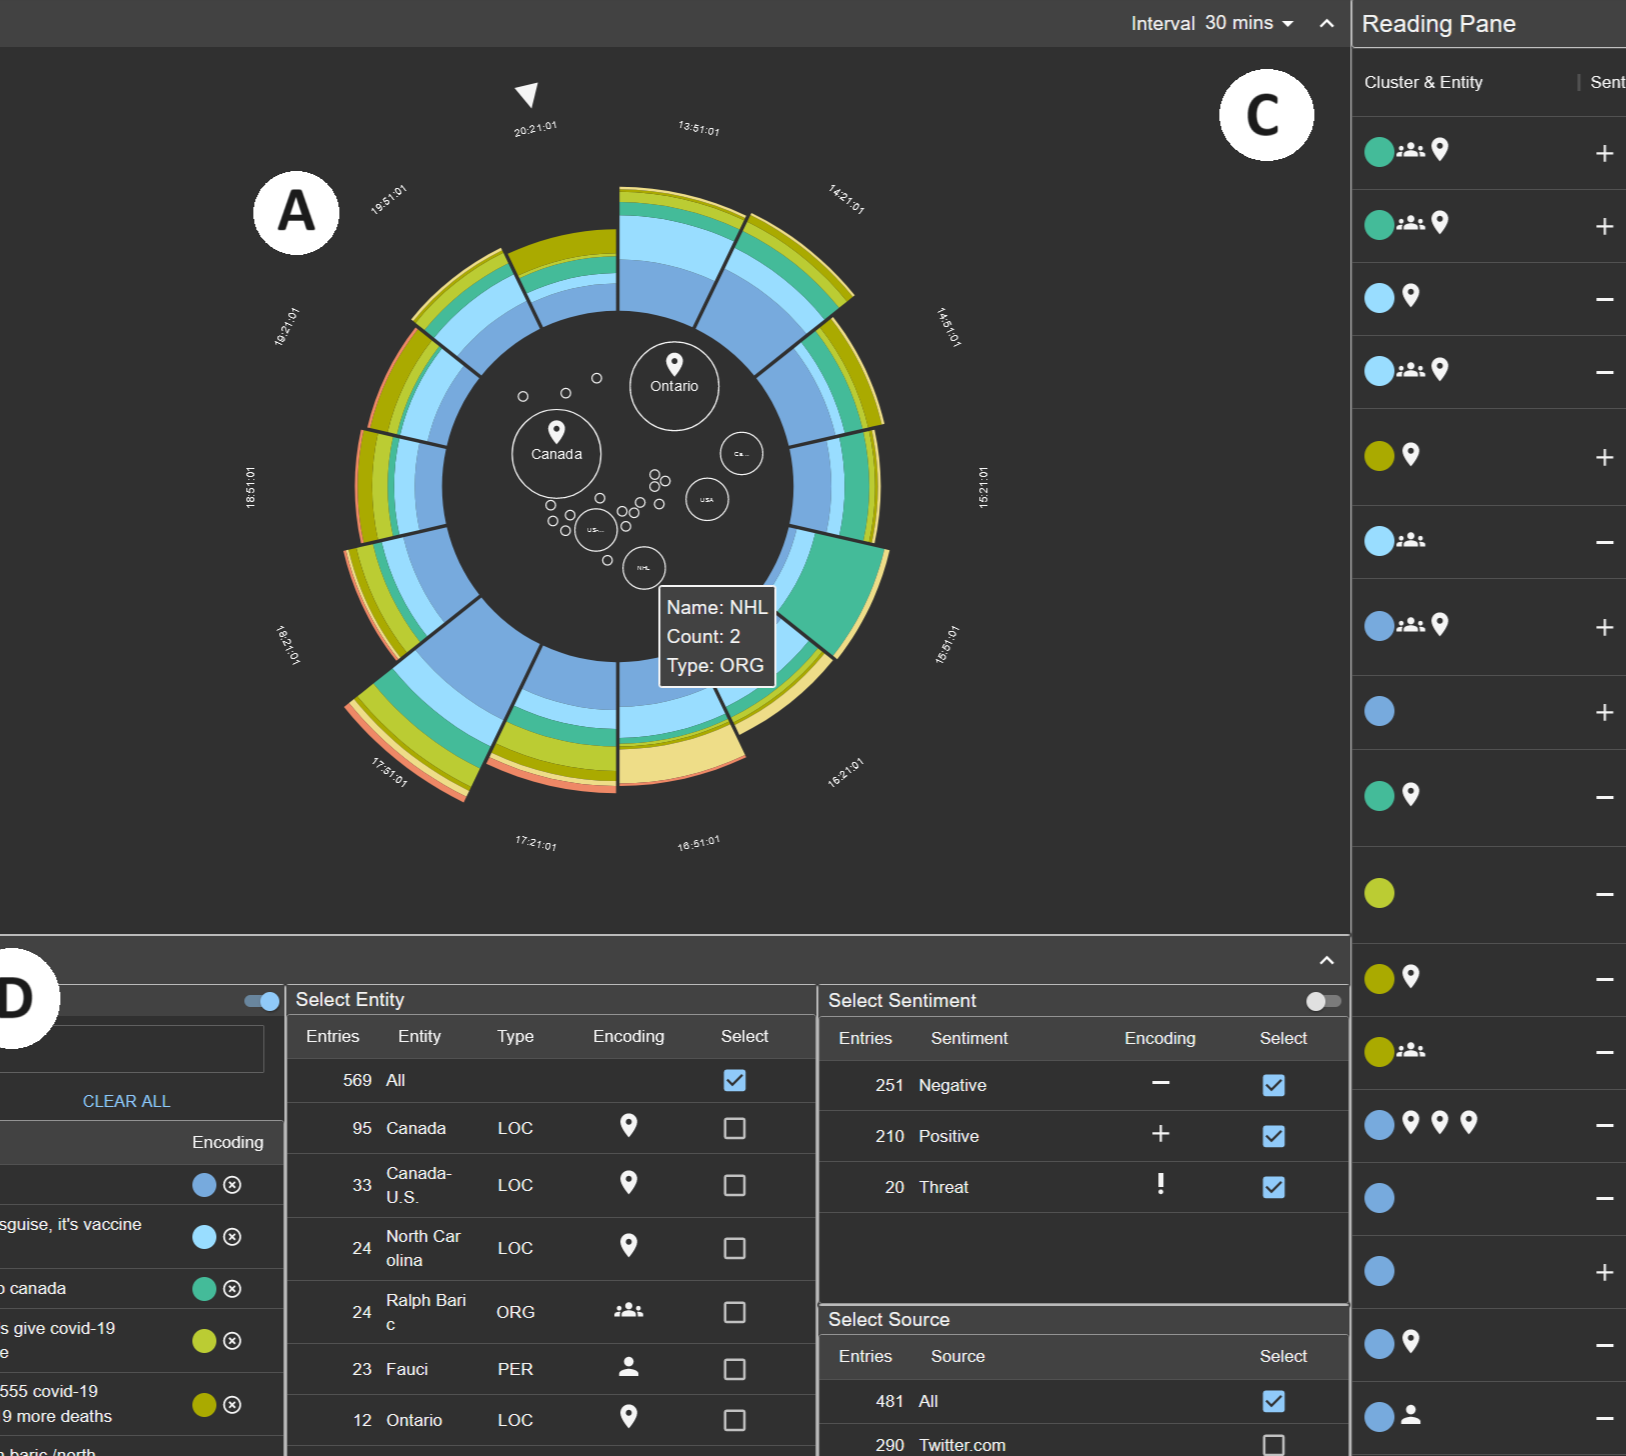 Interval 30 mins
Reading Pane
Cluster & Entity
Sent
C
A
20:21:01
13:51:01
14:21:01
14:51:01
15:21:01
15:51:01
16:21:01
16:51:01
17:21:01
17:51:01
18:21:01
18:51:01
19:21:01
19:51:01
Ontario
Canada
Ca...
USA
US-...
NHL
Name: NHL
Count: 2
Type: ORG
D
CLEAR ALL
Encoding
sguise, it's vaccine
o canada
s give covid-19
e
555 covid-19
9 more deaths
n baric /north
Select Entity
Entries Entity Type Encoding Select
569 All
95 Canada LOC
33 Canada-
U.S. LOC
24 North Car
olina LOC
24 Ralph Bari
c ORG
23 Fauci PER
12 Ontario LOC
Select Sentiment
Entries Sentiment Encoding Select
251 Negative −
210 Positive +
20 Threat !
Select Source
Entries Source Select
481 All
290 Twitter.com